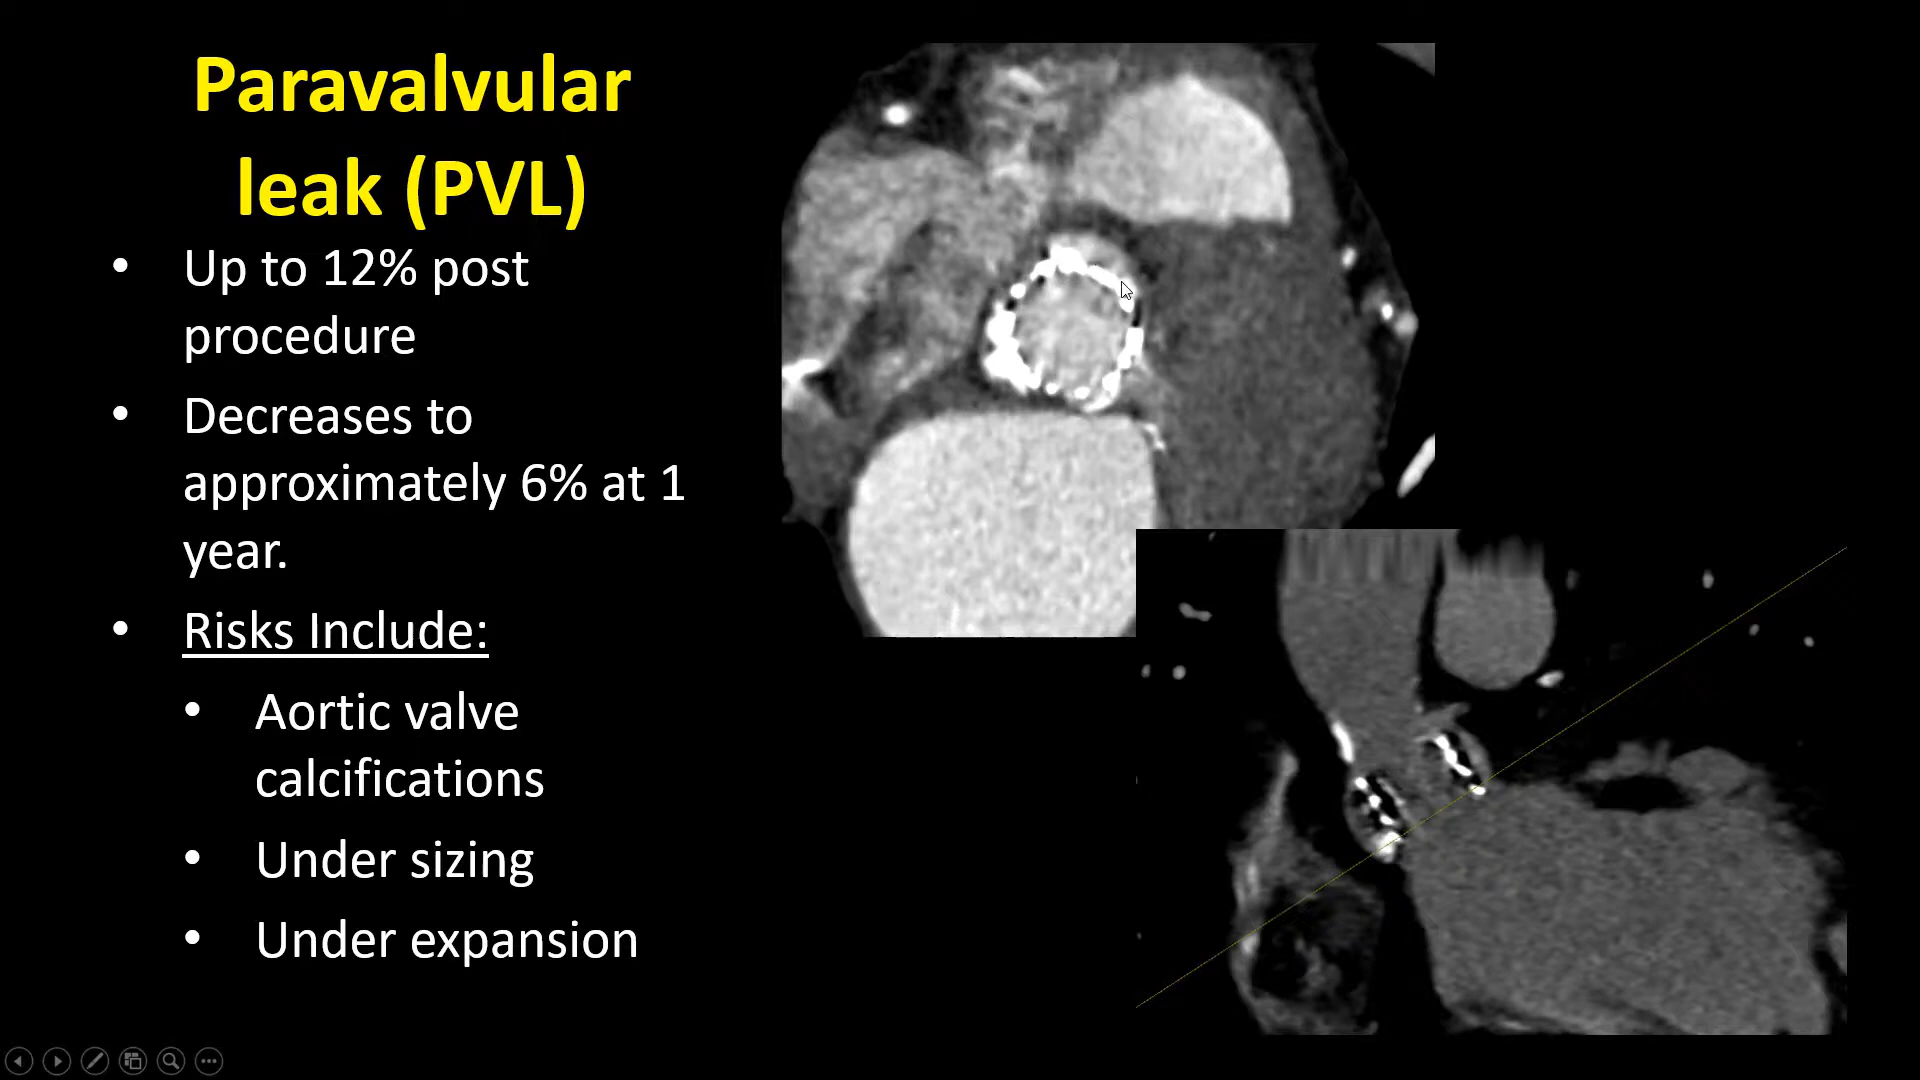 Paravalvular
leak (PVL)
• Up to 12% post
procedure
• Decreases to
approximately 6% at 1
year.
• Risks Include:
• Aortic valve
calcifications
• Under sizing
• Under expansion